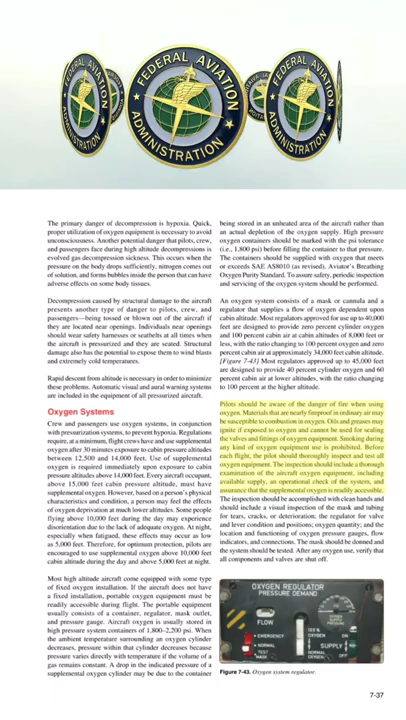 FEDERAL AVIATION
ADMINISTRATION
The primary danger of decompression is hypoxia. Quick,
proper utilization of oxygen equipment is necessary to avoid
unconsciousness. Another potential danger that pilots, crew,
and passengers face during high altitude decompressions is
evolved gas decompression sickness. This occurs when the
pressure on the body drops sufficiently, nitrogen comes out
of solution, and forms bubbles inside the person that can have
adverse effects on some body tissues.
Decompression caused by structural damage to the aircraft
presents another type of danger to pilots, crew, and
passengers––being tossed or blown out of the aircraft if
they are located near openings. Individuals near openings
should wear safety harnesses or seatbelts at all times when
the aircraft is pressurized and they are seated. Structural
damage also has the potential to expose them to wind blasts
and extremely cold temperatures.
Rapid descent from altitude is necessary in order to minimize
these problems. Automatic visual and aural warning systems
are included in the equipment of all pressurized aircraft.
Oxygen Systems
Crew and passengers use oxygen systems, in conjunction
with pressurization systems, to prevent hypoxia. Regulations
require, at a minimum, flight crews have and use supplemental
oxygen after 30 minutes exposure to cabin pressure altitudes
between 12,500 and 14,000 feet. Use of supplemental
oxygen is required immediately upon exposure to cabin
pressure altitudes above 14,000 feet. Every aircraft occupant,
above 15,000 feet cabin pressure altitude, must have
supplemental oxygen. However, based on a person's physical
characteristics and condition, a person may feel the effects
of oxygen deprivation at much lower altitudes. Some people
flying above 10,000 feet during the day may experience
disorientation due to the lack of adequate oxygen. At night,
especially when fatigued, these effects may occur as low
as 5,000 feet. Therefore, for optimum protection, pilots are
encouraged to use supplemental oxygen above 10,000 feet
cabin altitude during the day and above 5,000 feet at night.
Most high altitude aircraft come equipped with some type
of fixed oxygen installation. If the aircraft does not have
a fixed installation, portable oxygen equipment must be
readily accessible during flight. The portable equipment
usually consists of a container, regulator, mask outlet,
and pressure gauge. Aircraft oxygen is usually stored in
high pressure system containers of 1,800–2,200 psi. When
the ambient temperature surrounding an oxygen cylinder
decreases, pressure within that cylinder decreases because
pressure varies directly with temperature if the volume of a
gas remains constant. A drop in the indicated pressure of a
supplemental oxygen cylinder may be due to the container
being stored in an unheated area of the aircraft rather than
an actual depletion of the oxygen supply. High pressure
oxygen containers should be marked with the psi tolerance
(i.e., 1,800 psi) before filling the container to that pressure.
The containers should be supplied with oxygen that meets
or exceeds SAE AS8010 (as revised), Aviator's Breathing
Oxygen Purity Standard. To assure safety, periodic inspection
and servicing of the oxygen system should be performed.
An oxygen system consists of a mask or cannula and a
regulator that supplies a flow of oxygen dependent upon
cabin altitude. Most regulators approved for use up to 40,000
feet are designed to provide zero percent cylinder oxygen
and 100 percent cabin air at cabin altitudes of 8,000 feet or
less, with the ratio changing to 100 percent oxygen and zero
percent cabin air at approximately 34,000 feet cabin altitude.
[Figure 7-43] Most regulators approved up to 45,000 feet
are designed to provide 40 percent cylinder oxygen and 60
percent cabin air at lower altitudes, with the ratio changing
to 100 percent at the higher altitude.
Pilots should be aware of the danger of fire when using
oxygen. Materials that are nearly fireproof in ordinary air may
be susceptible to combustion in oxygen. Oils and greases may
ignite if exposed to oxygen and cannot be used for sealing
the valves and fittings of oxygen equipment. Smoking during
any kind of oxygen equipment use is prohibited. Before
each flight, the pilot should thoroughly inspect and test all
oxygen equipment. The inspection should include a thorough
examination of the aircraft oxygen equipment, including
available supply, an operational check of the system, and
assurance that the supplemental oxygen is readily accessible.
The inspection should be accomplished with clean hands and
should include a visual inspection of the mask and tubing
for tears, cracks, or deterioration; the regulator for valve
and lever condition and positions; oxygen quantity; and the
location and functioning of oxygen pressure gauges, flow
indicators, and connections. The mask should be donned and
the system should be tested. After any oxygen use, verify that
all components and valves are shut off.
OXYGEN REGULATOR
PRESSURE DEMAND
FLOW
EMERGENCY
NORMAL
TEST
MASK
100%
OXYGEN
NORMAL
OXYGEN
ON
SUPPLY
OFF
Figure 7-43. Oxygen system regulator.
7-37